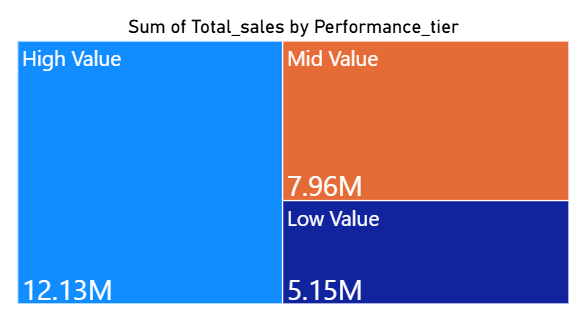 Sum of Total_sales by Performance_tier
High Value
12.13M
Mid Value
7.96M
Low Value
5.15M